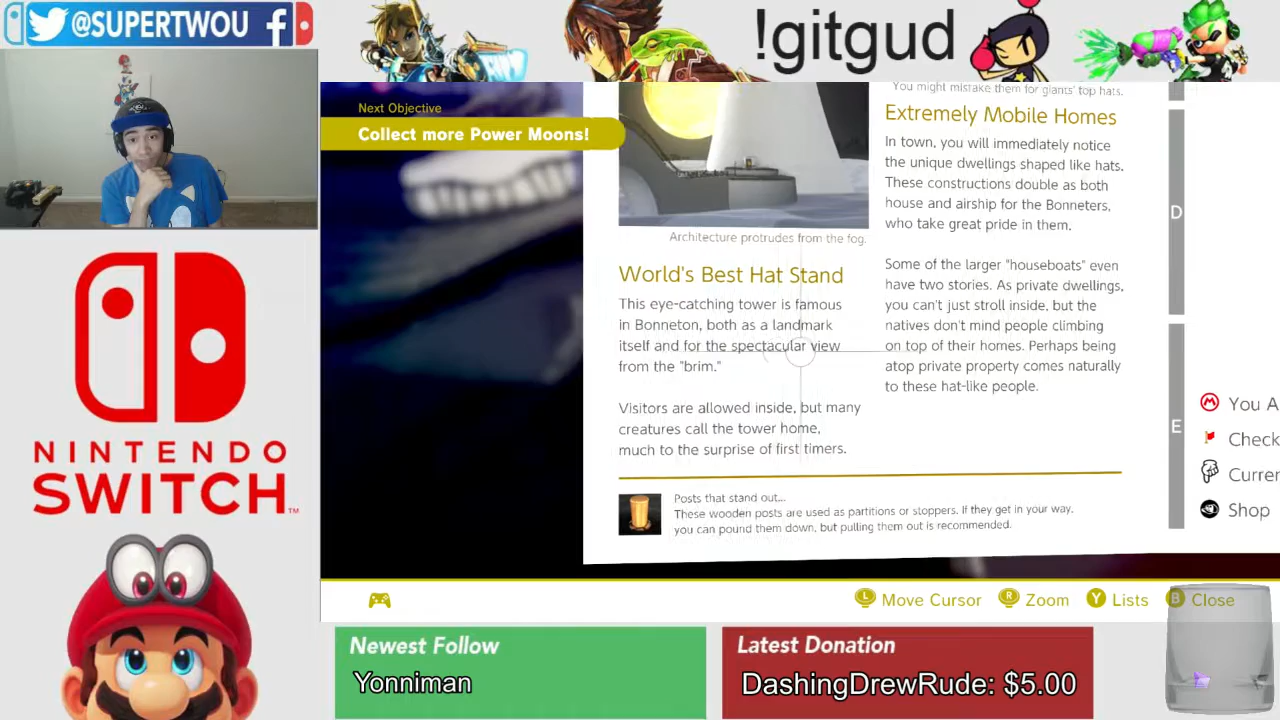 @SUPERTWOU
!gitgud
Next Objective
Collect more Power Moons!
Architecture protrudes from the fog.
World's Best Hat Stand
This eye-catching tower is famous
in Bonneton, both as a landmark
itself and for the spectacular view
from the "brim."
Visitors are allowed inside, but many
creatures call the tower home,
much to the surprise of first timers.
You might mistake them for giants' top hats.
Extremely Mobile Homes
In town, you will immediately notice
the unique dwellings shaped like hats.
These constructions double as both
house and airship for the Bonneters,
who take great pride in them.
Some of the larger "houseboats" even
have two stories. As private dwellings,
you can't just stroll inside, but the
natives don't mind people climbing
on top of their homes. Perhaps being
atop private property comes naturally
to these hat-like people.
Posts that stand out...
These wooden posts are used as partitions or stoppers. If they get in your way,
you can pound them down, but pulling them out is recommended.
D
E
You A
Check
Curren
Shop
L Move Cursor R Zoom Y Lists B Close
NINTENDO
SWITCH™
Newest Follow
Yonniman
Latest Donation
DashingDrewRude: $5.00